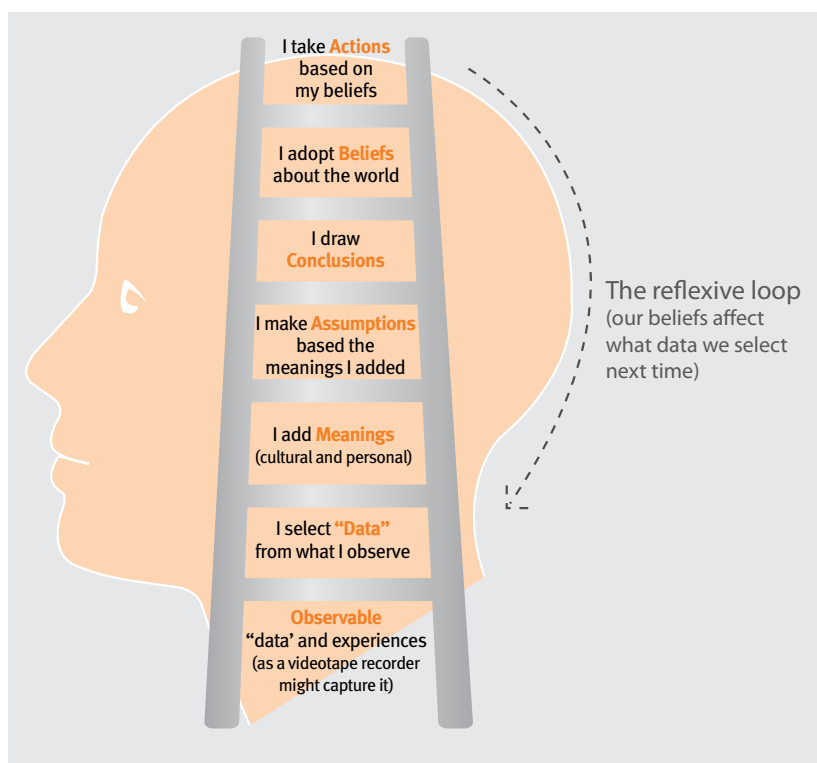 I take Actions
based on
my beliefs
I adopt Beliefs
about the world
I draw
Conclusions
I make Assumptions
based the
meanings I added
I add Meanings
(cultural and personal)
I select “Data”
from what I observe
Observable
“data’ and experiences
(as a videotape recorder
might capture it)
The reflexive loop
(our beliefs affect
what data we select
next time)